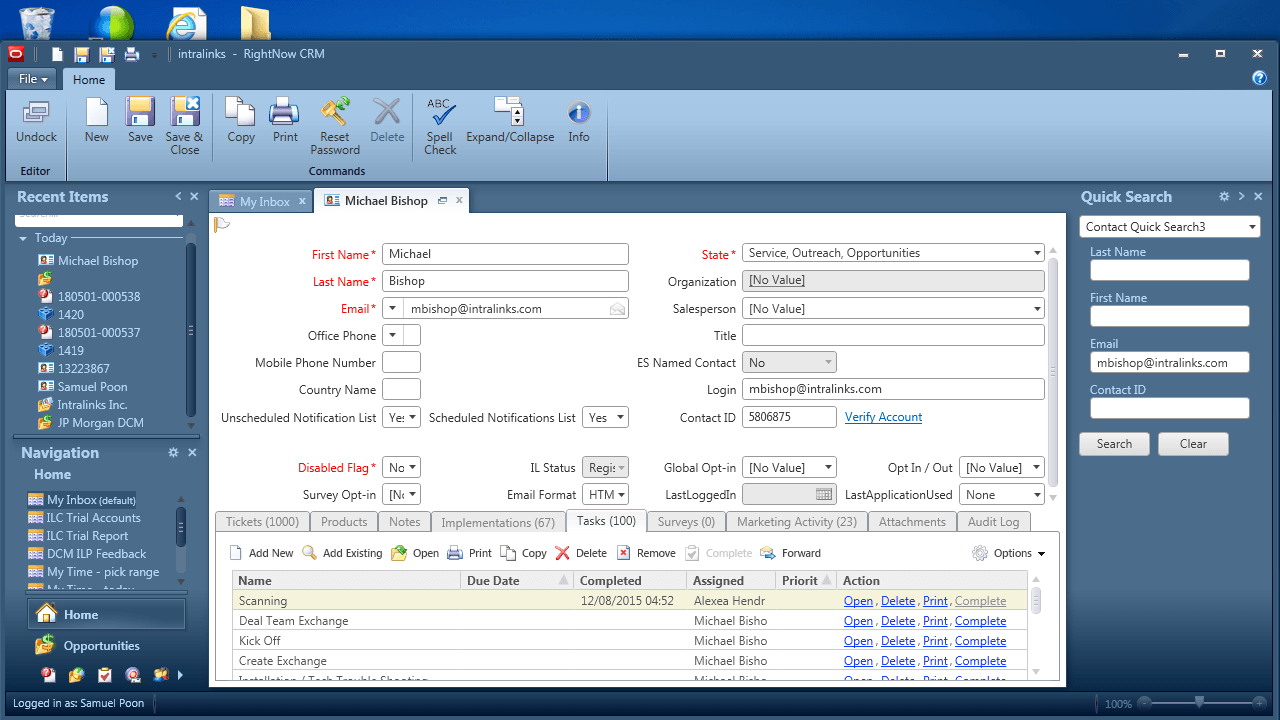 intralinks - RightNow CRM
File Home
Undock New Save Save & Close Copy Print Reset Password Delete Spell Check Expand/Collapse Info
ABC
Editor Commands
Recent Items
Today
Michael Bishop
180501-000538
1420
180501-000537
1419
13223867
Samuel Poon
Intralinks Inc.
JP Morgan DCM
Navigation
Home
My Inbox (default)
ILC Trial Accounts
ILC Trial Report
DCM ILP Feedback
My Time - pick range
My Time - today
Home
Opportunities
My Inbox x Michael Bishop
First Name* Michael State* Service, Outreach, Opportunities
Last Name* Bishop Organization [No Value]
Email* mbishop@intralinks.com Salesperson [No Value]
Office Phone Title
Mobile Phone Number ES Named Contact No
Country Name Login mbishop@intralinks.com
Unscheduled Notification List Yes Scheduled Notifications List Yes Contact ID 5806875 Verify Account
Disabled Flag* No IL Status Regis Global Opt-in [No Value] Opt In / Out [No Value]
Survey Opt-in [No Email Format HTM LastLoggedIn LastApplicationUsed None
Tickets (1000) Products Notes Implementations (67) Tasks (100) Surveys (0) Marketing Activity (23) Attachments Audit Log
Add New Add Existing Open Print Copy Delete Remove Complete Forward Options
Name Due Date Completed Assigned Priorit Action
Scanning 12/08/2015 04:52 Alexea Hendr Open, Delete, Print, Complete
Deal Team Exchange Michael Bisho Open, Delete, Print, Complete
Kick Off Michael Bisho Open, Delete, Print, Complete
Create Exchange Michael Bisho Open, Delete, Print, Complete
Installation / Tech Trouble Shooting
Quick Search
Contact Quick Search3
Last Name
First Name
Email
mbishop@intralinks.com
Contact ID
Search Clear
Logged in as: Samuel Poon 100%